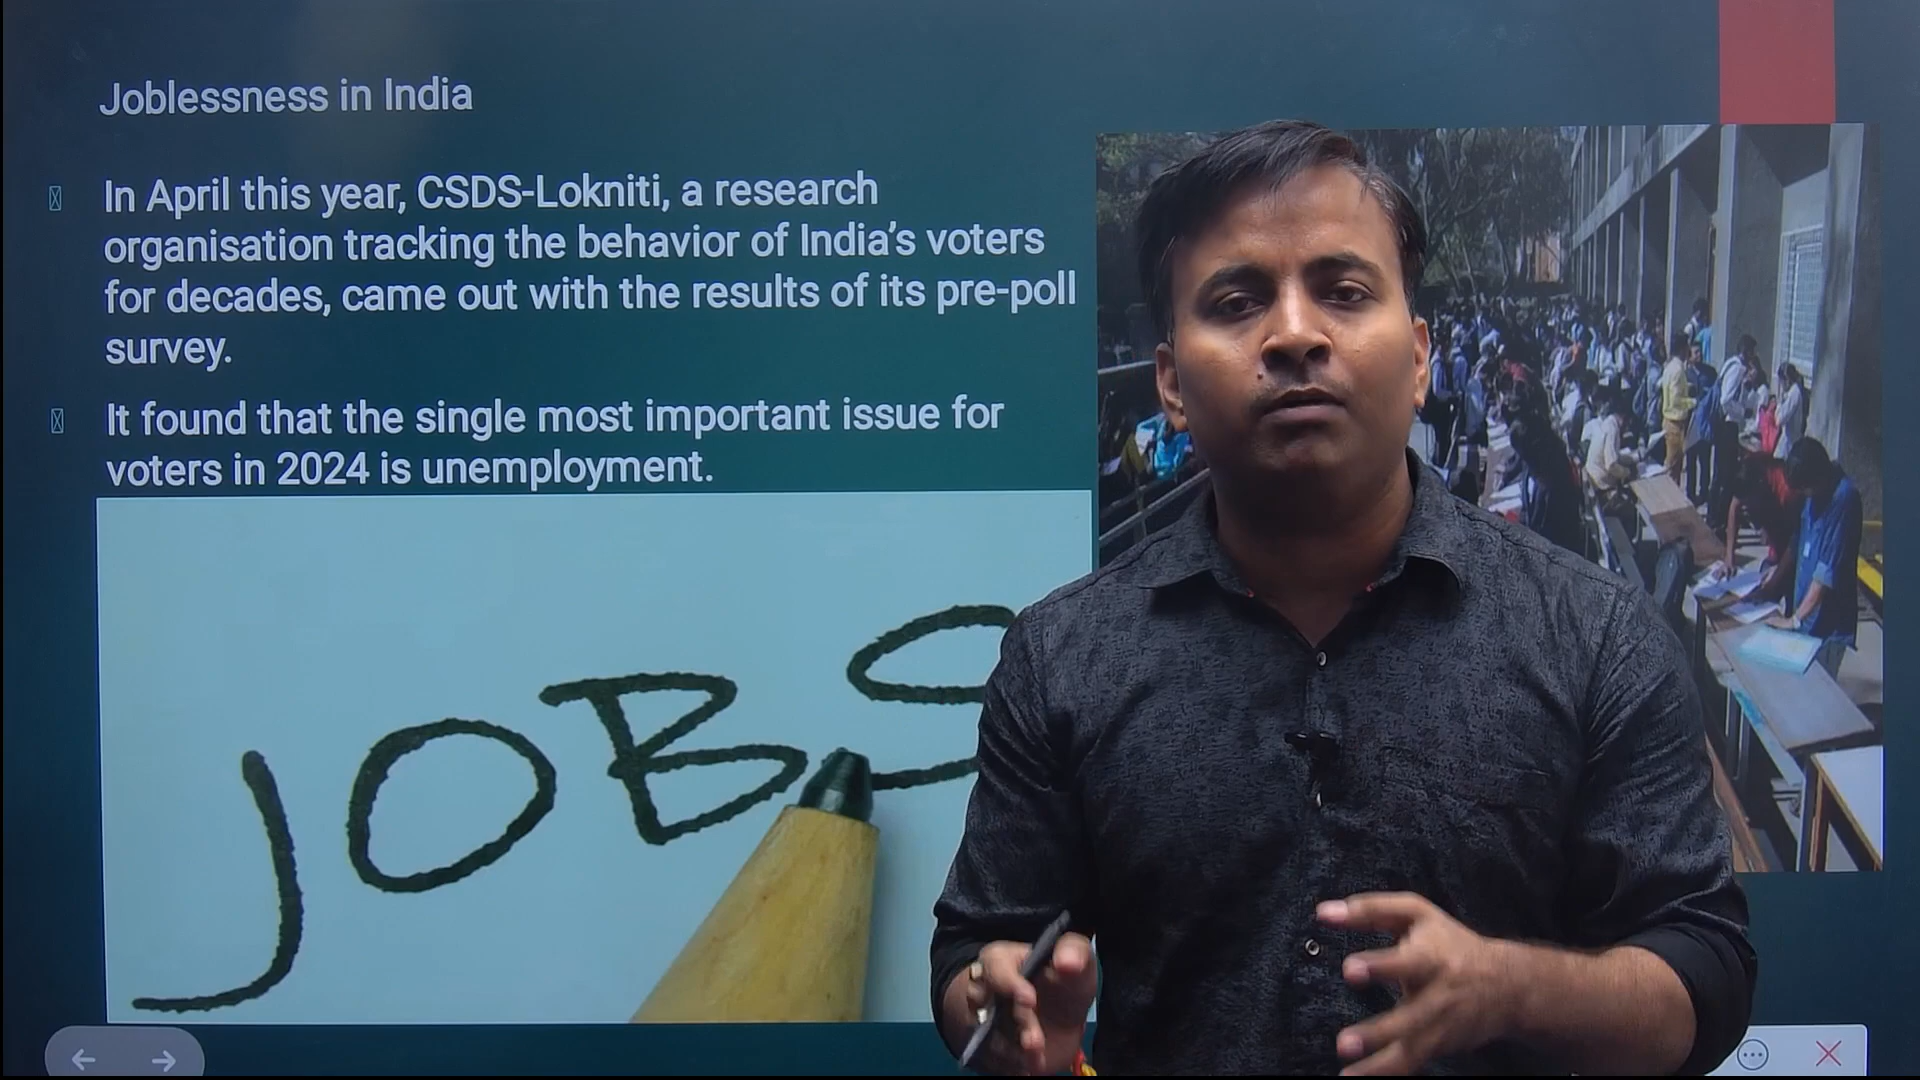 Joblessness in India
In April this year, CSDS-Lokniti, a research
organisation tracking the behavior of India’s voters
for decades, came out with the results of its pre-poll
survey.
It found that the single most important issue for
voters in 2024 is unemployment.
JOBS